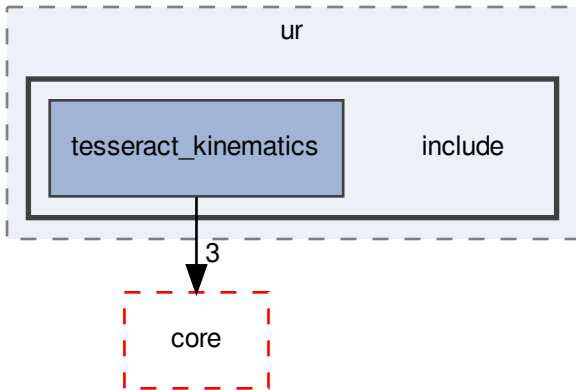 ur
tesseract_kinematics
include
3
core